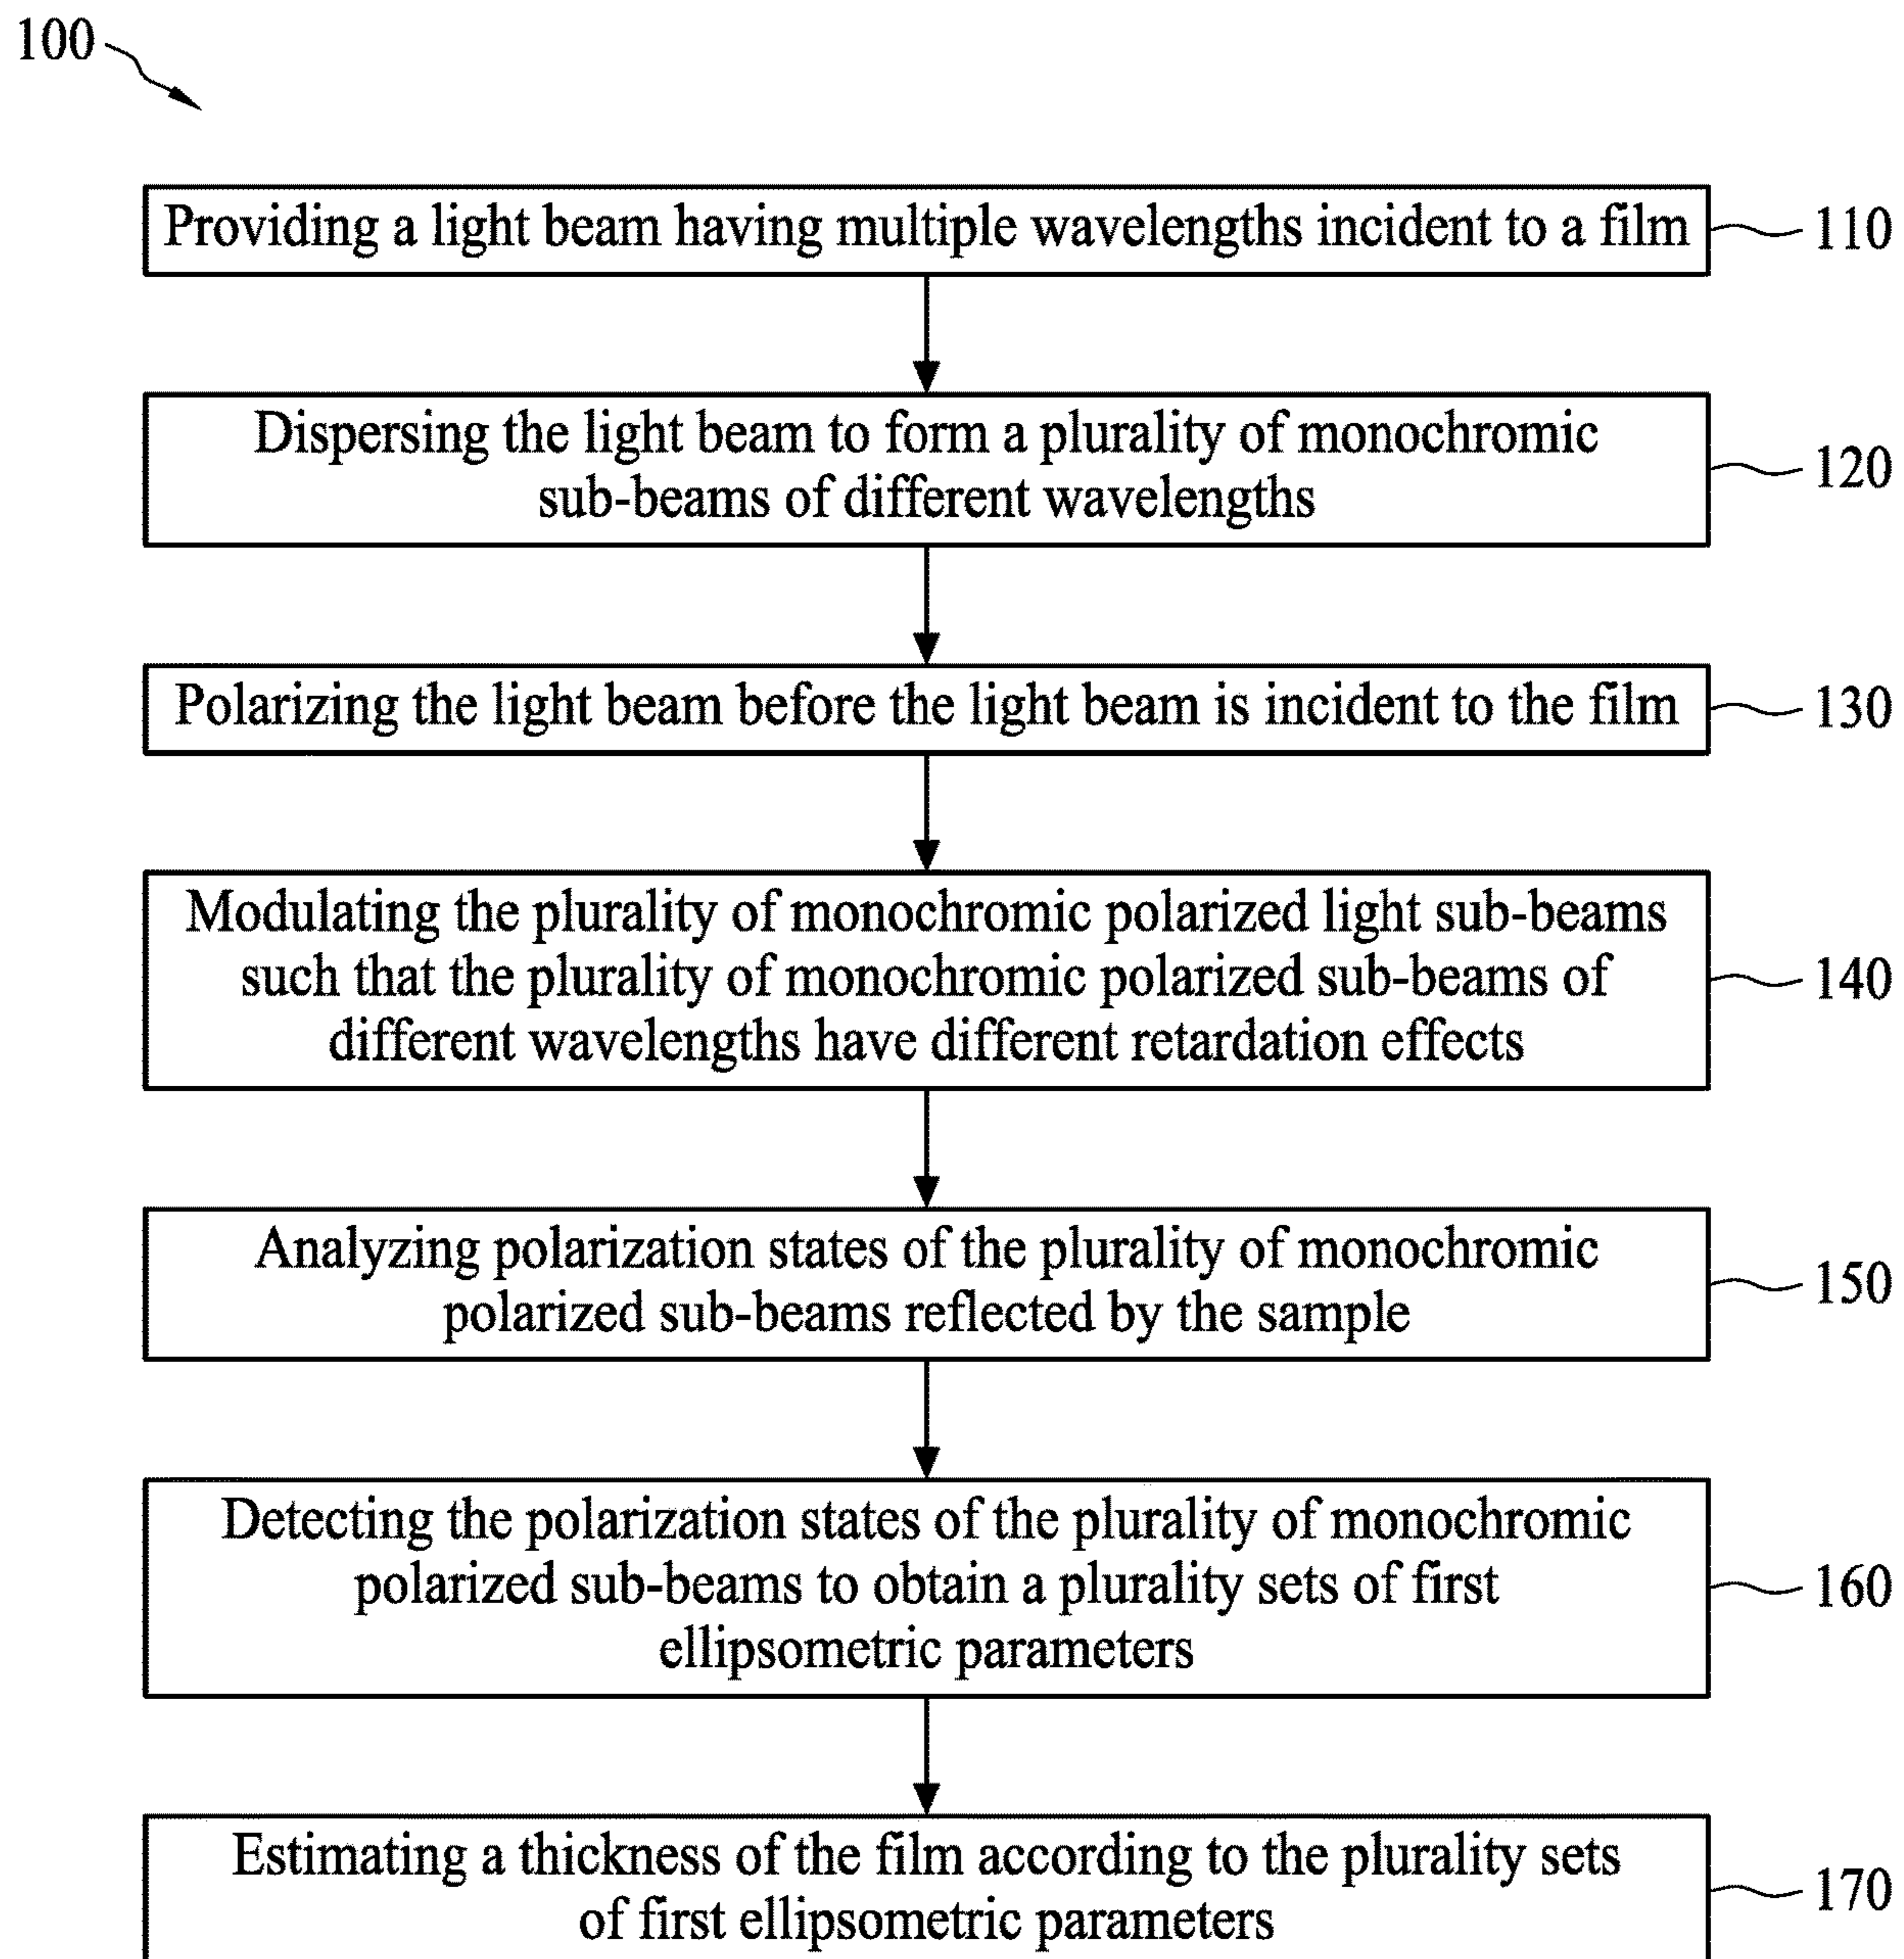 100
Providing a light beam having multiple wavelengths incident to a film
110
Dispersing the light beam to form a plurality of monochromic
sub-beams of different wavelengths
120
Polarizing the light beam before the light beam is incident to the film
130
Modulating the plurality of monochromic polarized light sub-beams
such that the plurality of monochromic polarized sub-beams of
different wavelengths have different retardation effects
140
Analyzing polarization states of the plurality of monochromic
polarized sub-beams reflected by the sample
150
Detecting the polarization states of the plurality of monochromic
polarized sub-beams to obtain a plurality sets of first
ellipsometric parameters
160
Estimating a thickness of the film according to the plurality sets
of first ellipsometric parameters
170